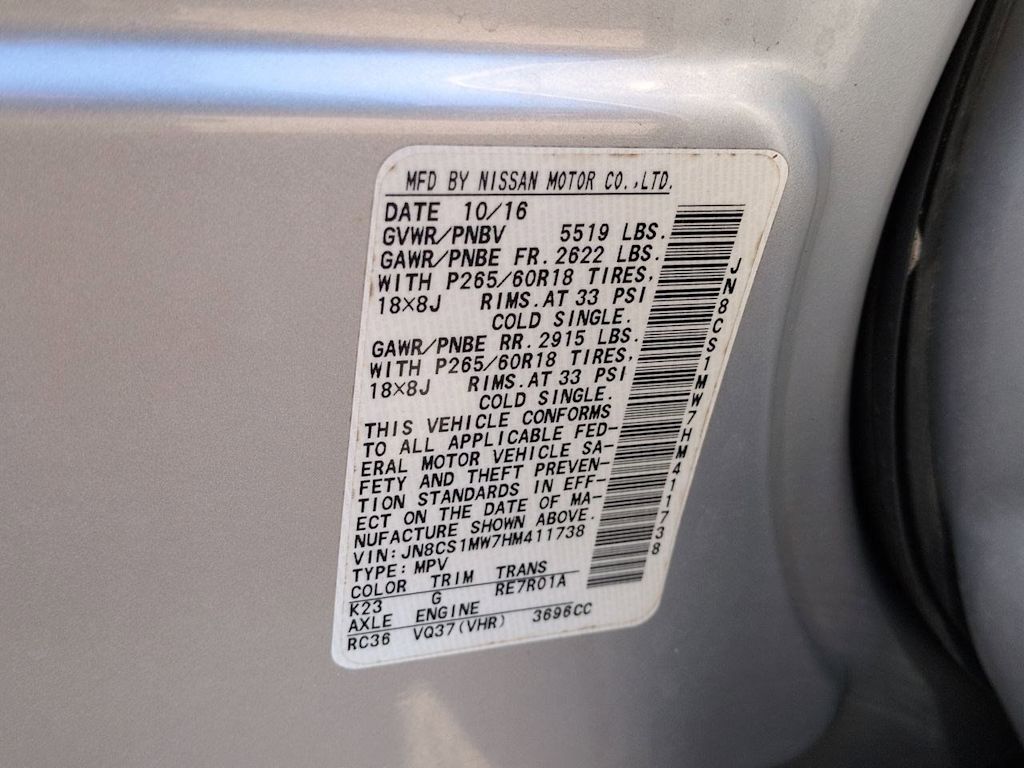 MFD BY NISSAN MOTOR CO.,LTD.
DATE 10/16
GVWR/PNBV 5519 LBS.
GAWR/PNBE FR. 2622 LBS.
WITH P265/60R18 TIRES,
18×8J RIMS. AT 33 PSI
COLD SINGLE.
GAWR/PNBE RR. 2915 LBS.
WITH P265/60R18 TIRES,
18×8J RIMS. AT 33 PSI
COLD SINGLE.
THIS VEHICLE CONFORMS
TO ALL APPLICABLE FED-
ERAL MOTOR VEHICLE SA-
FETY AND THEFT PREVEN-
TION STANDARDS IN EFF-
ECT ON THE DATE OF MA-
NUFACTURE SHOWN ABOVE.
VIN: JN8CS1MW7HM411738
TYPE: MPV
COLOR TRIM TRANS
K23 G RE7R01A
AXLE ENGINE
RC36 VQ37(VHR) 3696CC
JN8CS1MW7HM411738